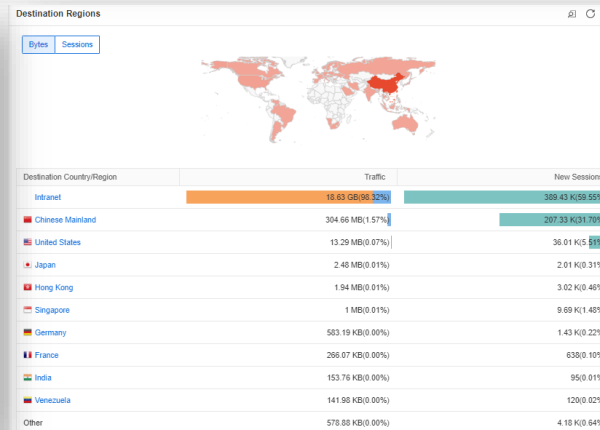 Destination Regions
Bytes Sessions
Destination Country/Region Traffic New Sessions
Intranet 18.63 GB(98.32%) 389.43 K(59.55%
Chinese Mainland 304.66 MB(1.57%) 207.33 K(31.70%
United States 13.29 MB(0.07%) 36.01 K(5.51%
Japan 2.48 MB(0.01%) 2.01 K(0.31%
Hong Kong 1.94 MB(0.01%) 3.02 K(0.46%
Singapore 1 MB(0.01%) 9.69 K(1.48%
Germany 583.19 KB(0.00%) 1.43 K(0.22%
France 266.07 KB(0.00%) 638(0.10%
India 153.76 KB(0.00%) 95(0.01%
Venezuela 141.98 KB(0.00%) 120(0.02%
Other 578.88 KB(0.00%) 4.18 K(0.64%